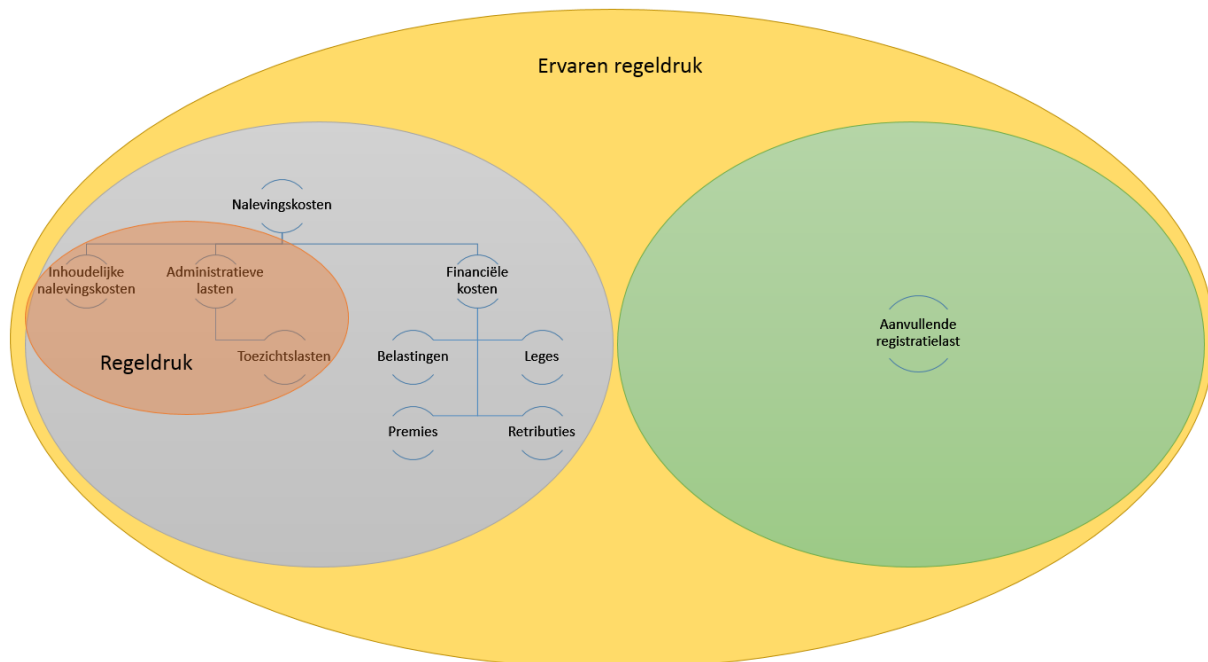 Ervaren regeldruk
Nalevingskosten
Inhoudelijke
nalevingskosten
Administratieve
lasten
Financiële
kosten
Regeldruk
Toezichtslasten
Belastingen
Leges
Premies
Retributies
Aanvullende
registratielast